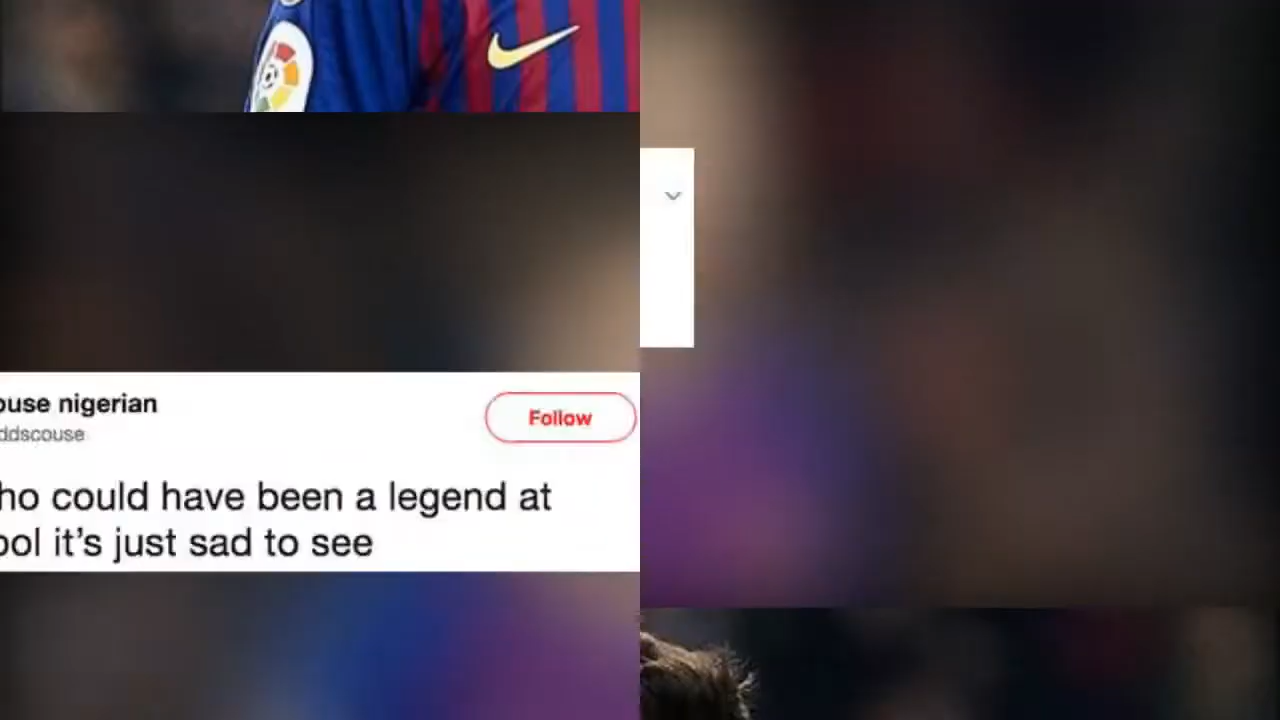 ouse nigerian
ddscouse
Follow
ho could have been a legend at
ool it's just sad to see